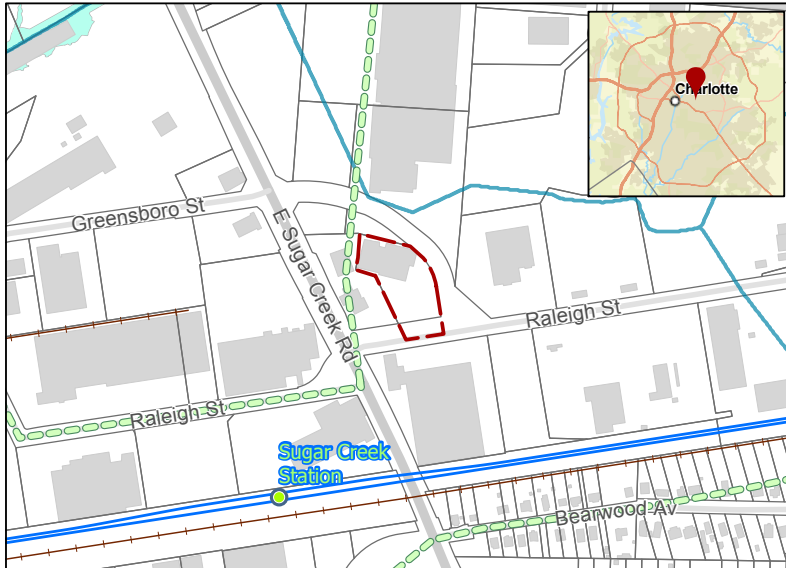 Charlotte
Greensboro St
E Sugar Creek Rd
Raleigh St
Raleigh St
Sugar Creek
Station
Bearwood Av